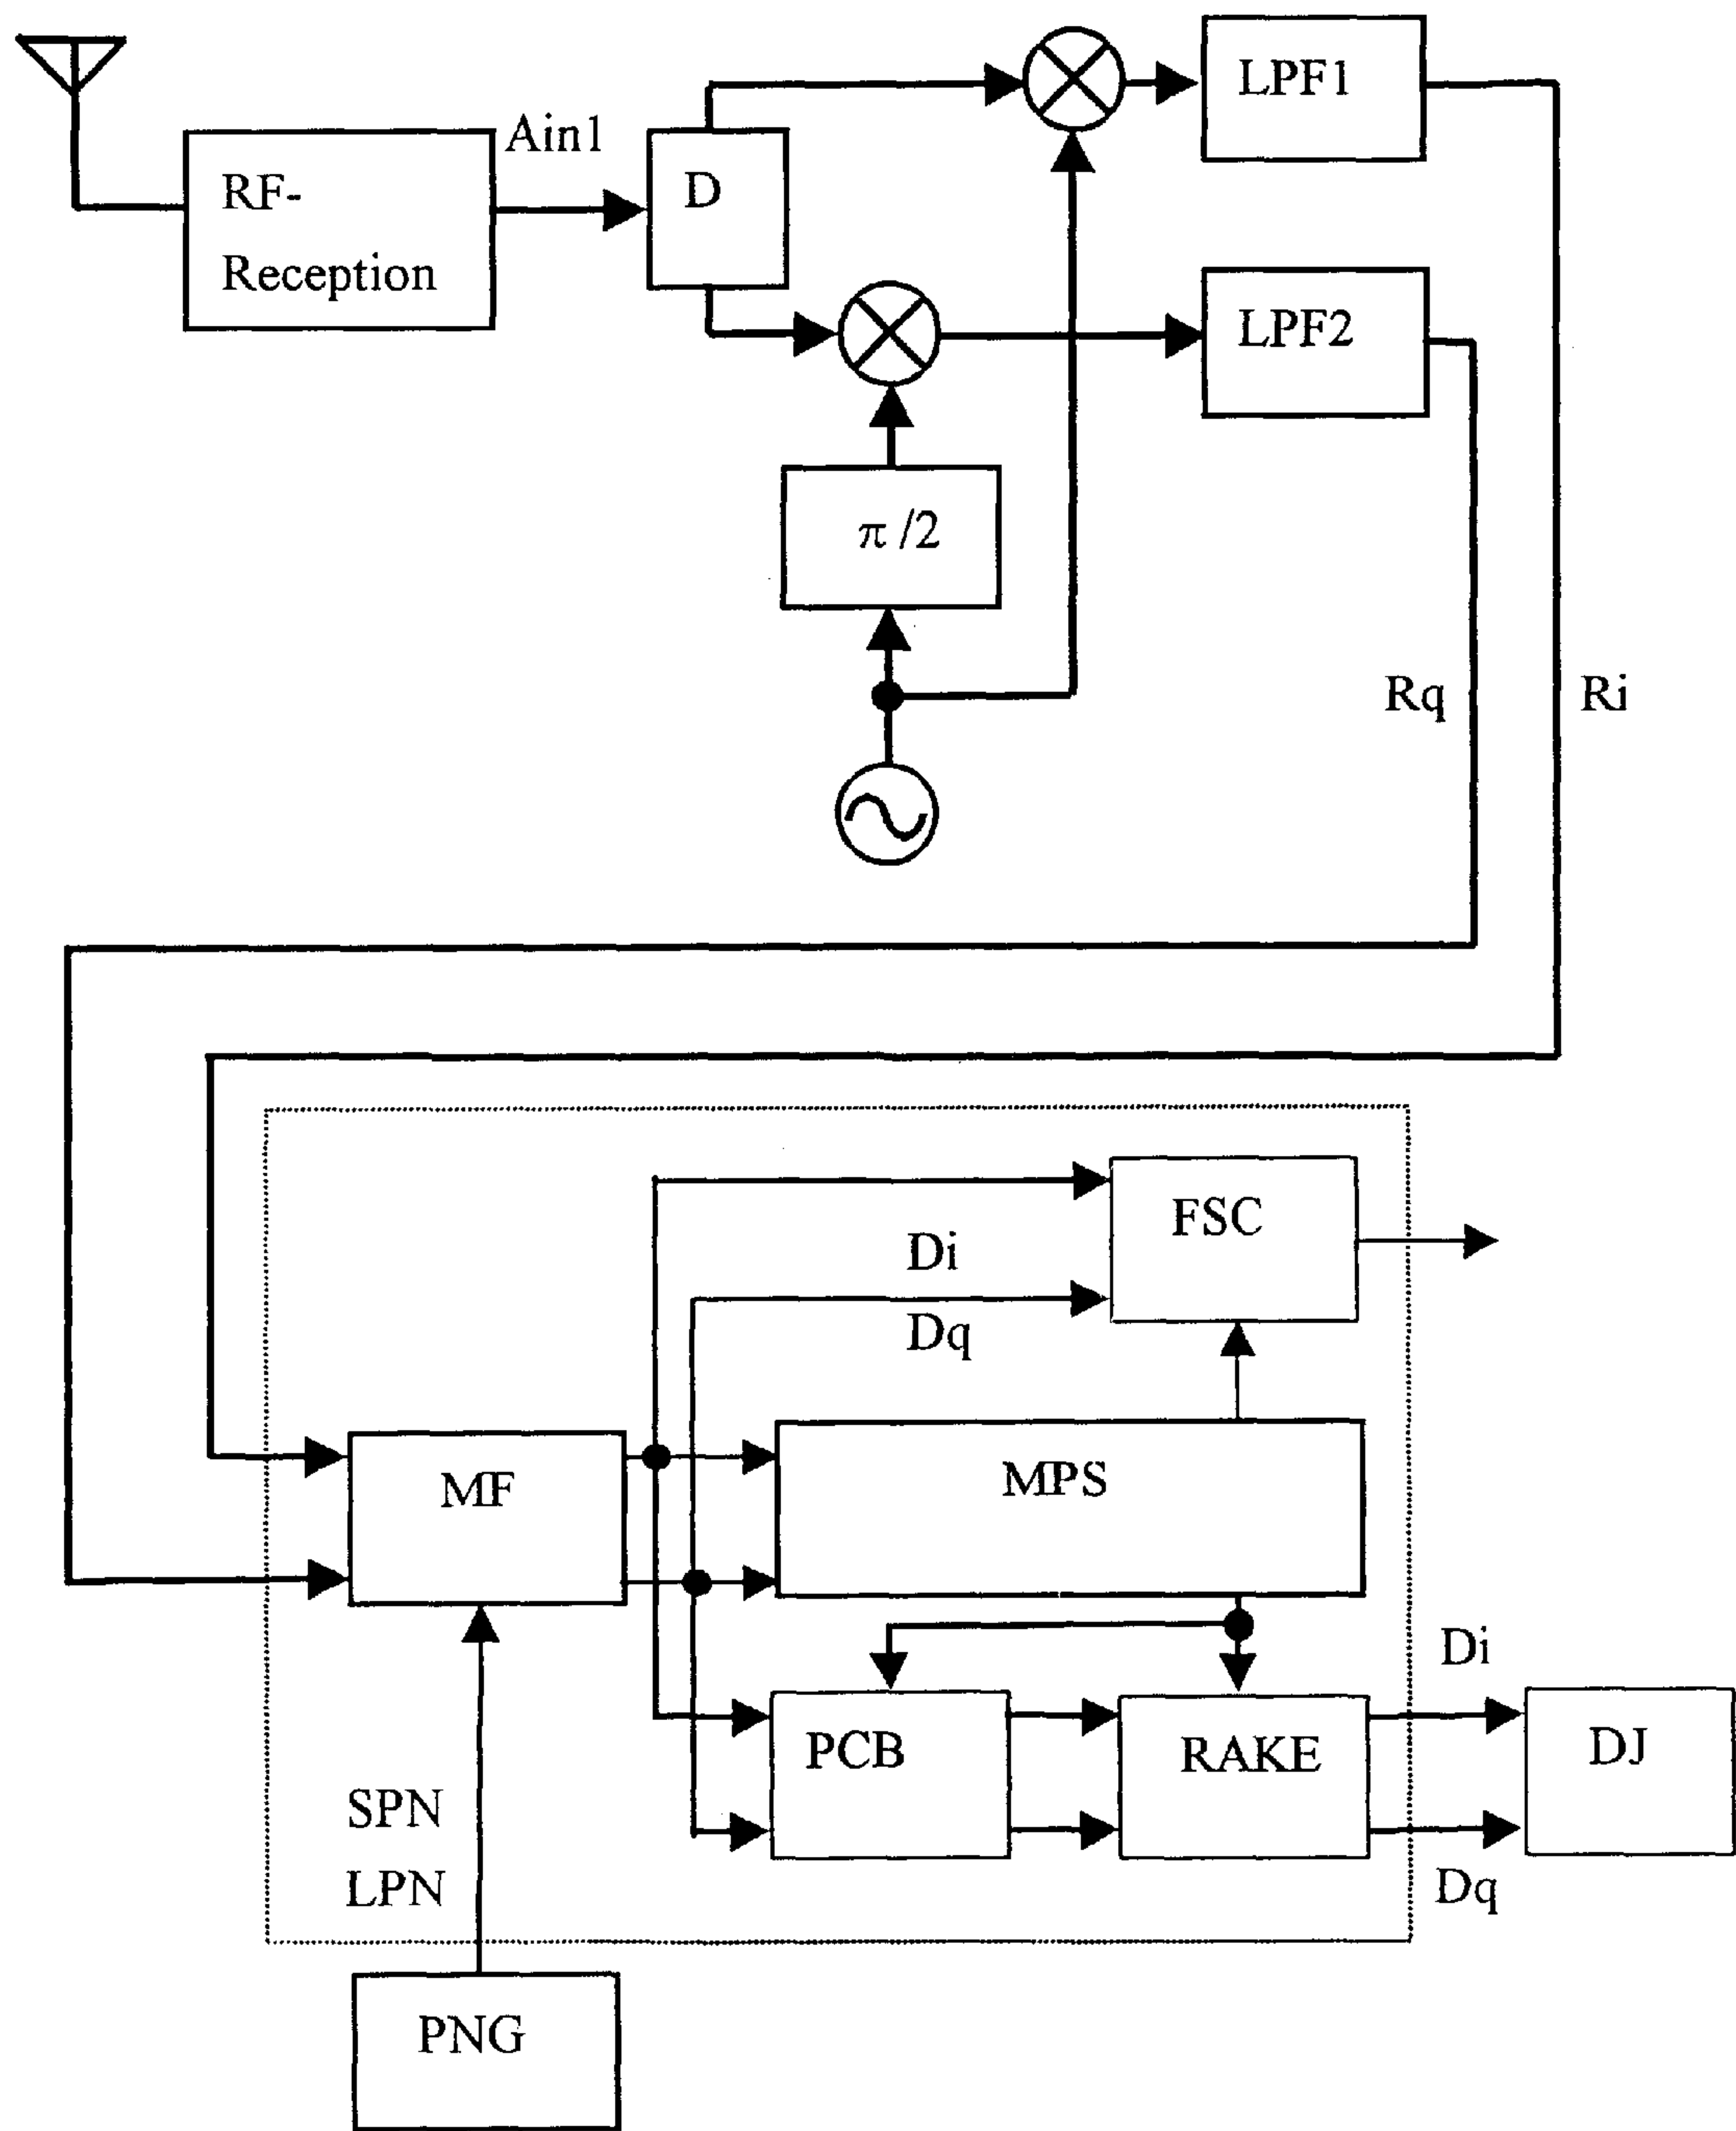 Ain1
LPF1
RF-
Reception
D
LPF2
π/2
Rq
Ri
FSC
Di
Dq
MF
MPS
Di
PCB
RAKE
DJ
SPN
LPN
Dq
PNG